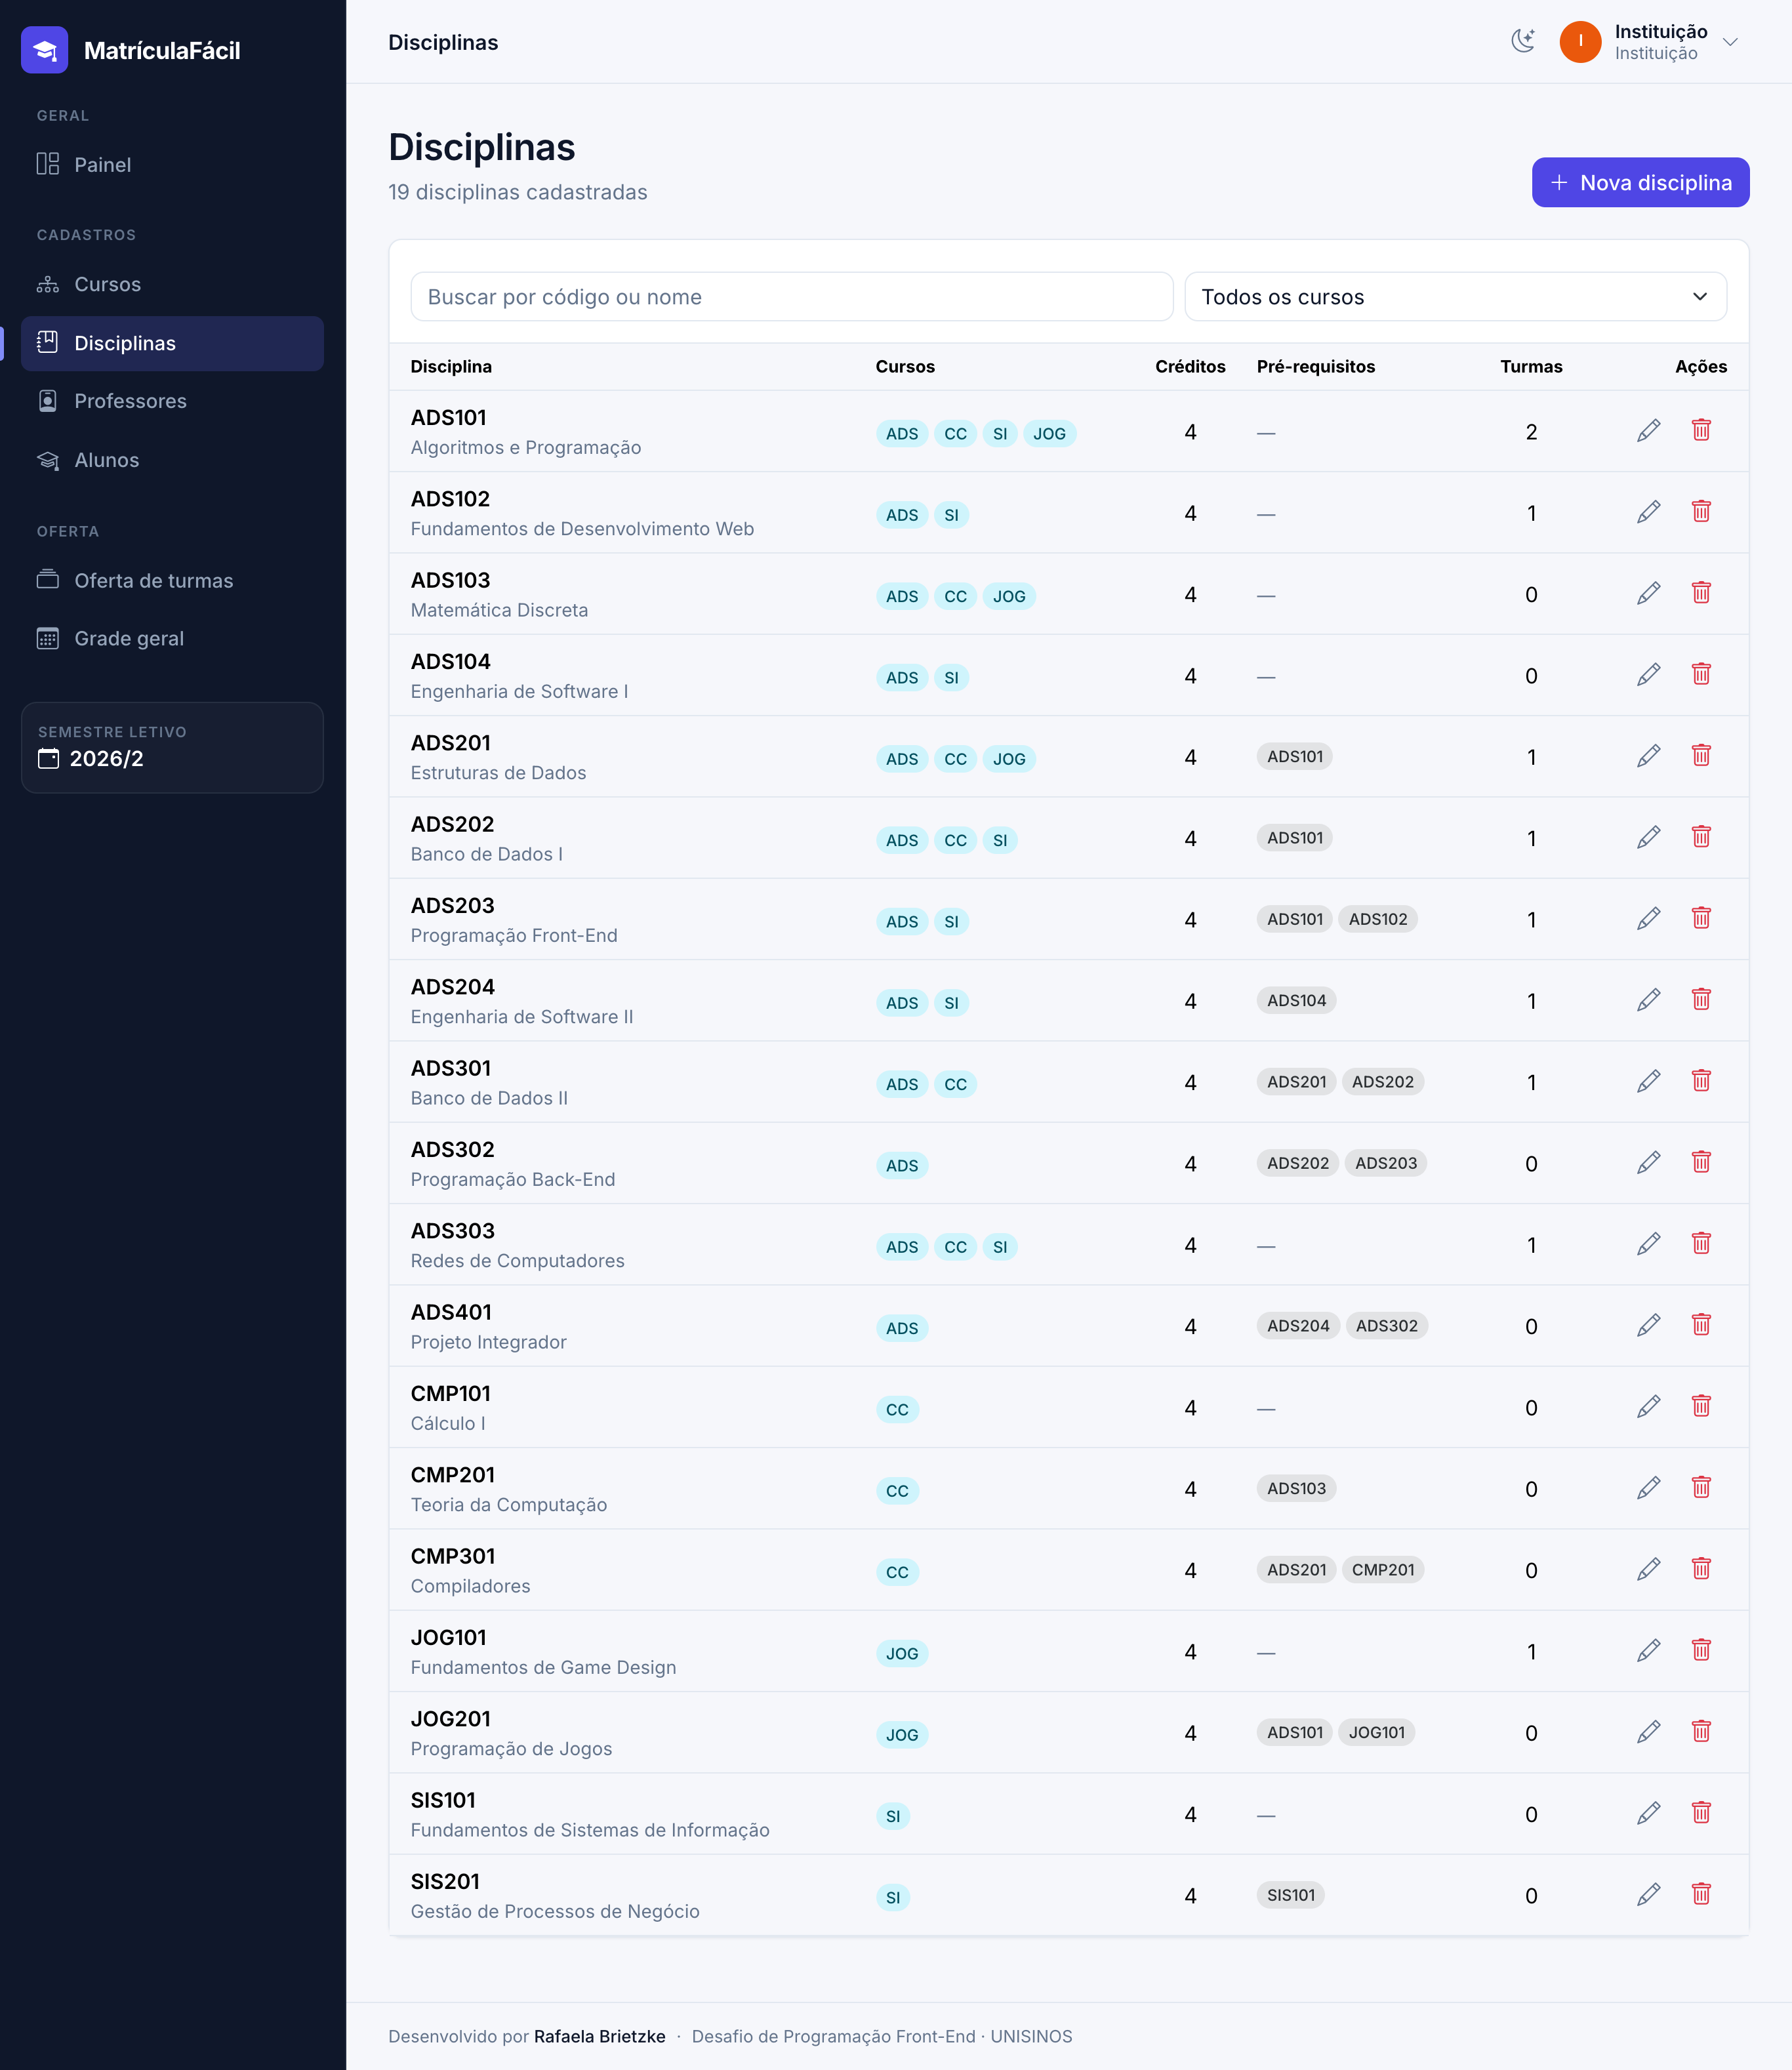 MatrículaFácil
GERAL
Painel
CADASTROS
Cursos
Disciplinas
Professores
Alunos
OFERTA
Oferta de turmas
Grade geral
SEMESTRE LETIVO
2026/2
Disciplinas
I
Instituição
Instituição
Disciplinas
19 disciplinas cadastradas
Nova disciplina
Buscar por código ou nome
Todos os cursos
Disciplina Cursos Créditos Pré-requisitos Turmas Ações
ADS101
Algoritmos e Programação
ADS CC SI JOG 4 — 2
ADS102
Fundamentos de Desenvolvimento Web
ADS SI 4 — 1
ADS103
Matemática Discreta
ADS CC JOG 4 — 0
ADS104
Engenharia de Software I
ADS SI 4 — 0
ADS201
Estruturas de Dados
ADS CC JOG 4 ADS101 1
ADS202
Banco de Dados I
ADS CC SI 4 ADS101 1
ADS203
Programação Front-End
ADS SI 4 ADS101 ADS102 1
ADS204
Engenharia de Software II
ADS SI 4 ADS104 1
ADS301
Banco de Dados II
ADS CC 4 ADS201 ADS202 1
ADS302
Programação Back-End
ADS 4 ADS202 ADS203 0
ADS303
Redes de Computadores
ADS CC SI 4 — 1
ADS401
Projeto Integrador
ADS 4 ADS204 ADS302 0
CMP101
Cálculo I
CC 4 — 0
CMP201
Teoria da Computação
CC 4 ADS103 0
CMP301
Compiladores
CC 4 ADS201 CMP201 0
JOG101
Fundamentos de Game Design
JOG 4 — 1
JOG201
Programação de Jogos
JOG 4 ADS101 JOG101 0
SIS101
Fundamentos de Sistemas de Informação
SI 4 — 0
SIS201
Gestão de Processos de Negócio
SI 4 SIS101 0
Desenvolvido por Rafaela Brietzke · Desafio de Programação Front-End · UNISINOS